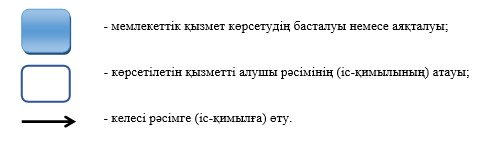 - мемлекеттік қызмет көрсетудің басталуы немесе аяқталуы;
- көрсетілетін қызметті алушы рәсімінің (іс-қимылының) атауы;
- келесі рәсімге (іс-қимылға) өту.